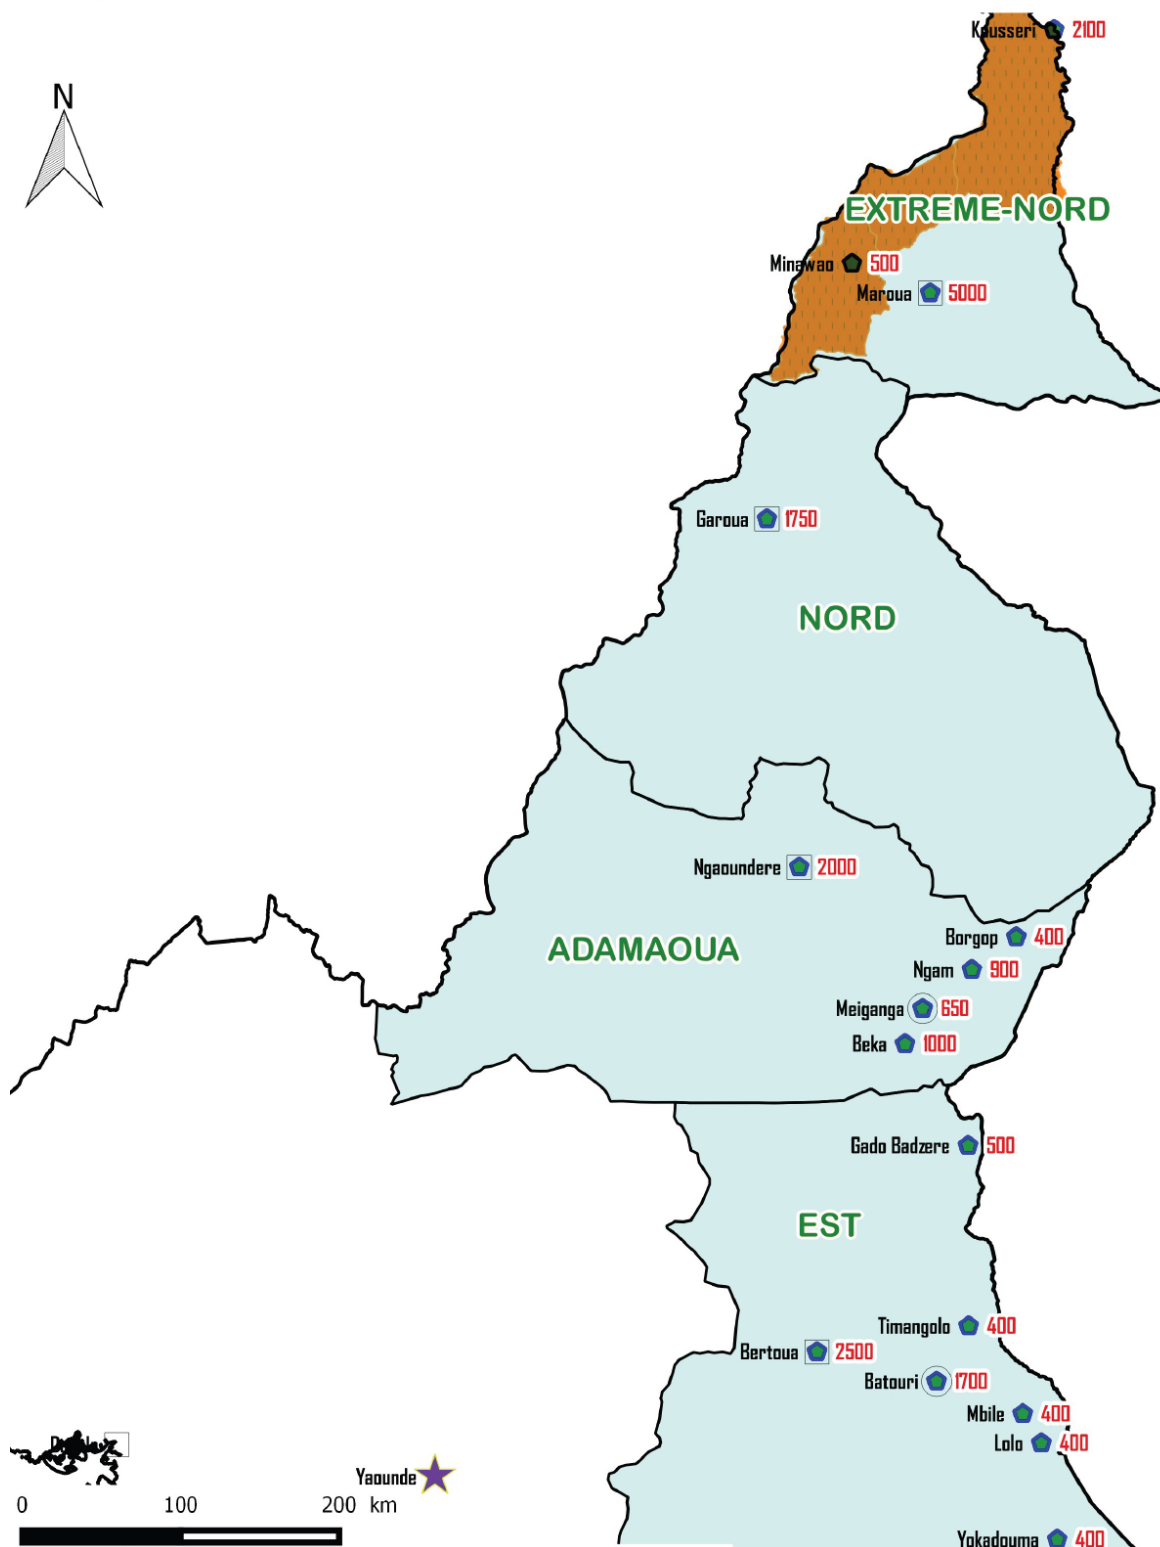 Kousseri 2100
N
EXTREME-NORD
Minawao 500
Maroua 5000
Garoua 1750
NORD
Ngaoundere 2000
Borgop 400
ADAMAOUA
Ngam 900
Meiganga 650
Beka 1000
Gado Badzere 500
EST
Timangolo 400
Bertoua 2500
Batouri 1700
Mbile 400
Lolo 400
Yaounde
0 100 200 km
Yokadouma 400